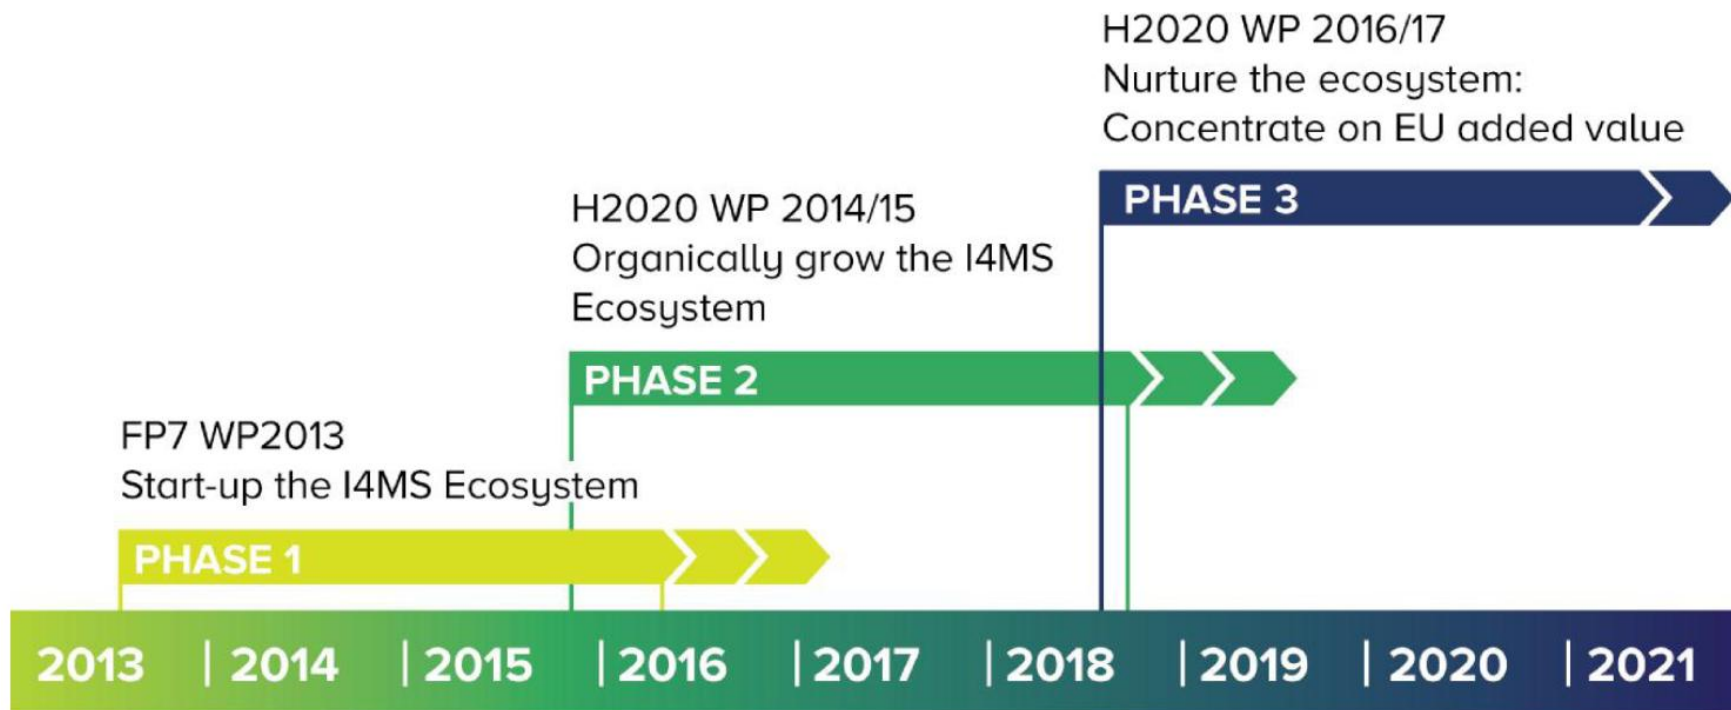 H2020 WP 2016/17
Nurture the ecosystem:
Concentrate on EU added value
PHASE 3
H2020 WP 2014/15
Organically grow the I4MS
Ecosystem
PHASE 2
FP7 WP2013
Start-up the I4MS Ecosystem
PHASE 1
2013 | 2014 | 2015 | 2016 | 2017 | 2018 | 2019 | 2020 | 2021